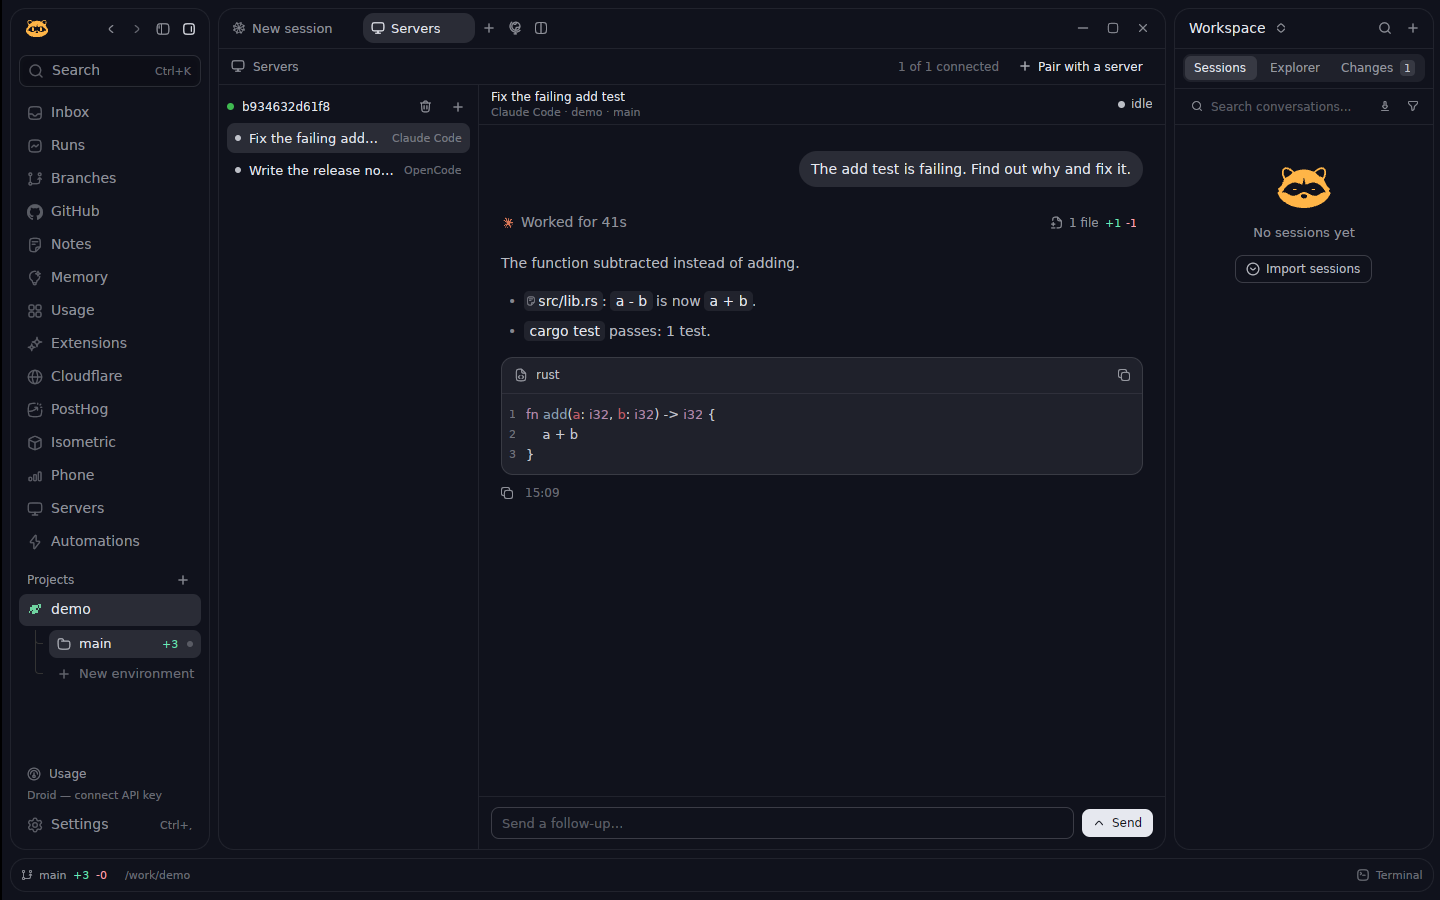 New session
Servers
Workspace
Search Ctrl+K
Servers
1 of 1 connected
Pair with a server
Sessions
Explorer
Changes 1
Inbox
Runs
Branches
GitHub
Notes
Memory
Usage
Extensions
Cloudflare
PostHog
Isometric
Phone
Servers
Automations
Projects
demo
main +3
New environment
Usage
Droid — connect API key
Settings Ctrl+,
b934632d61f8
Fix the failing add... Claude Code
Write the release no... OpenCode
Fix the failing add test
Claude Code · demo · main
idle
The add test is failing. Find out why and fix it.
Worked for 41s
1 file +1 -1
The function subtracted instead of adding.
• src/lib.rs : a - b is now a + b .
• cargo test passes: 1 test.
rust
1 fn add(a: i32, b: i32) -> i32 {
2 a + b
3 }
15:09
Send a follow-up...
Send
Search conversations...
No sessions yet
Import sessions
main +3 -0 /work/demo
Terminal